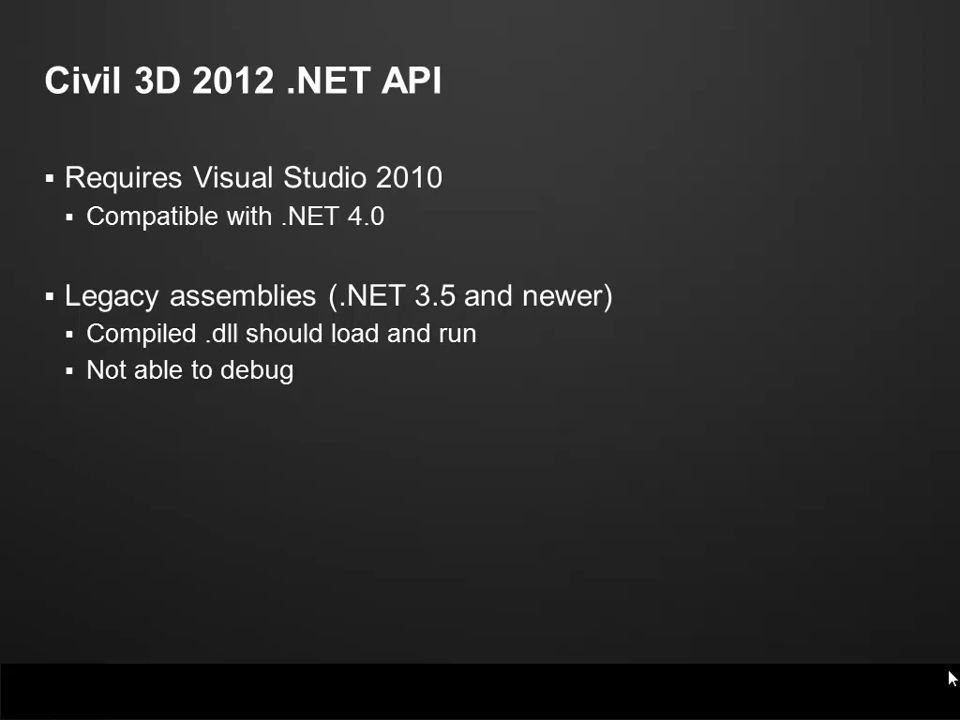 Civil 3D 2012 .NET API
▪ Requires Visual Studio 2010
▪ Compatible with .NET 4.0
▪ Legacy assemblies (.NET 3.5 and newer)
▪ Compiled .dll should load and run
▪ Not able to debug